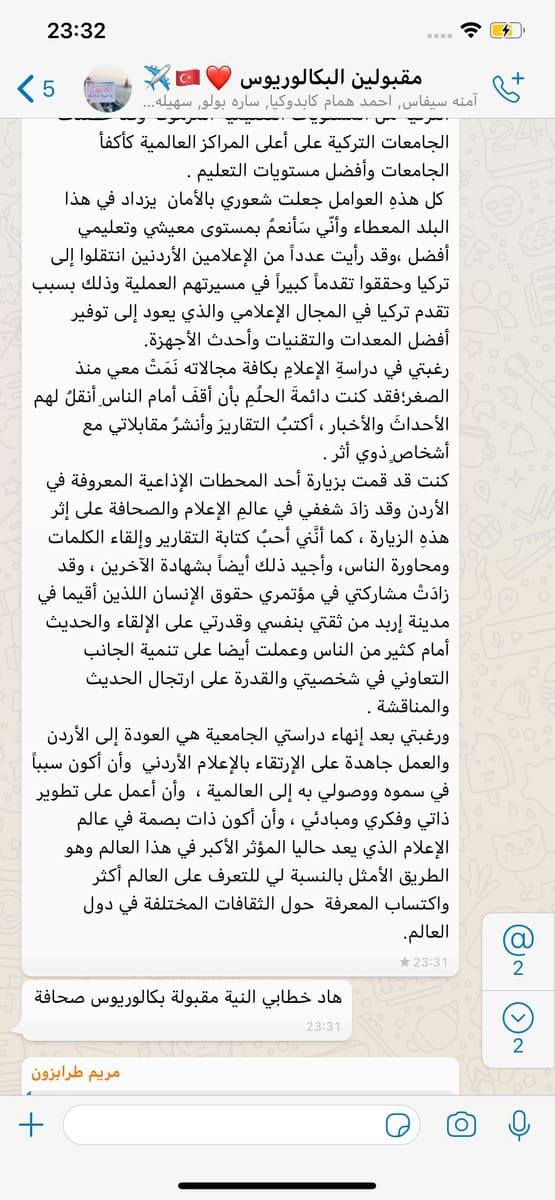 23:32
5
مقبولين البكالوريوس ❤️🇹🇷✈️
آمنه سيفاس, احمد همام كابدوكيا, ساره بولو, سهيله...
الجامعات التركية على أعلى المراكز العالمية كأكفأ
الجامعات وأفضل مستويات التعليم .
كل هذهِ العوامل جعلت شعوري بالأمان يزداد في هذا
البلد المعطاء وأنّي سَأنعمُ بمستوى معيشي وتعليمي
أفضل ،وقد رأيت عدداً من الإعلامين الأردنين انتقلوا إلى
تركيا وحققوا تقدماً كبيراً في مسيرتهم العملية وذلك بسبب
تقدم تركيا في المجال الإعلامي والذي يعود إلى توفير
أفضل المعدات والتقنيات وأحدث الأجهزة.
رغبتي في دراسةِ الإعلامِ بكافة مجالاته نَمَتْ معي منذ
الصغر؛فقد كنت دائمةَ الحلُمِ بأن أقفَ أمام الناسِ أنقلُ لهم
الأحداثَ والأخبار ، أكتبُ التقاريرَ وأنشرُ مقابلاتي مع
أشخاصٍ ذوي أثر .
كنت قد قمت بزيارة أحد المحطات الإذاعية المعروفة في
الأردن وقد زادَ شغفي في عالمِ الإعلام والصحافة على إثر
هذهِ الزيارة ، كما أنَّني أحبُ كتابة التقارير وإلقاء الكلمات
ومحاورة الناس، وأجيد ذلك أيضاً بشهادة الآخرين ، وقد
زادَتْ مشاركتي في مؤتمري حقوق الإنسان اللذين أقيما في
مدينة إربد من ثقتي بنفسي وقدرتي على الإلقاء والحديث
أمام كثير من الناس وعملت أيضا على تنمية الجانب
التعاوني في شخصيتي والقدرة على ارتجال الحديث
والمناقشة .
ورغبتي بعد إنهاء دراستي الجامعية هي العودة إلى الأردن
والعمل جاهدة على الإرتقاء بالإعلام الأردني وأن أكون سبباً
في سموه ووصولي به إلى العالمية ، وأن أعمل على تطوير
ذاتي وفكري ومبادئي ، وأن أكون ذات بصمة في عالم
الإعلام الذي يعد حاليا المؤثر الأكبر في هذا العالم وهو
الطريق الأمثل بالنسبة لي للتعرف على العالم أكثر
واكتساب المعرفة حول الثقافات المختلفة في دول
العالم.
★ 23:31
هاد خطابي النية مقبولة بكالوريوس صحافة
23:31
@
2
2
مريم طرابزون